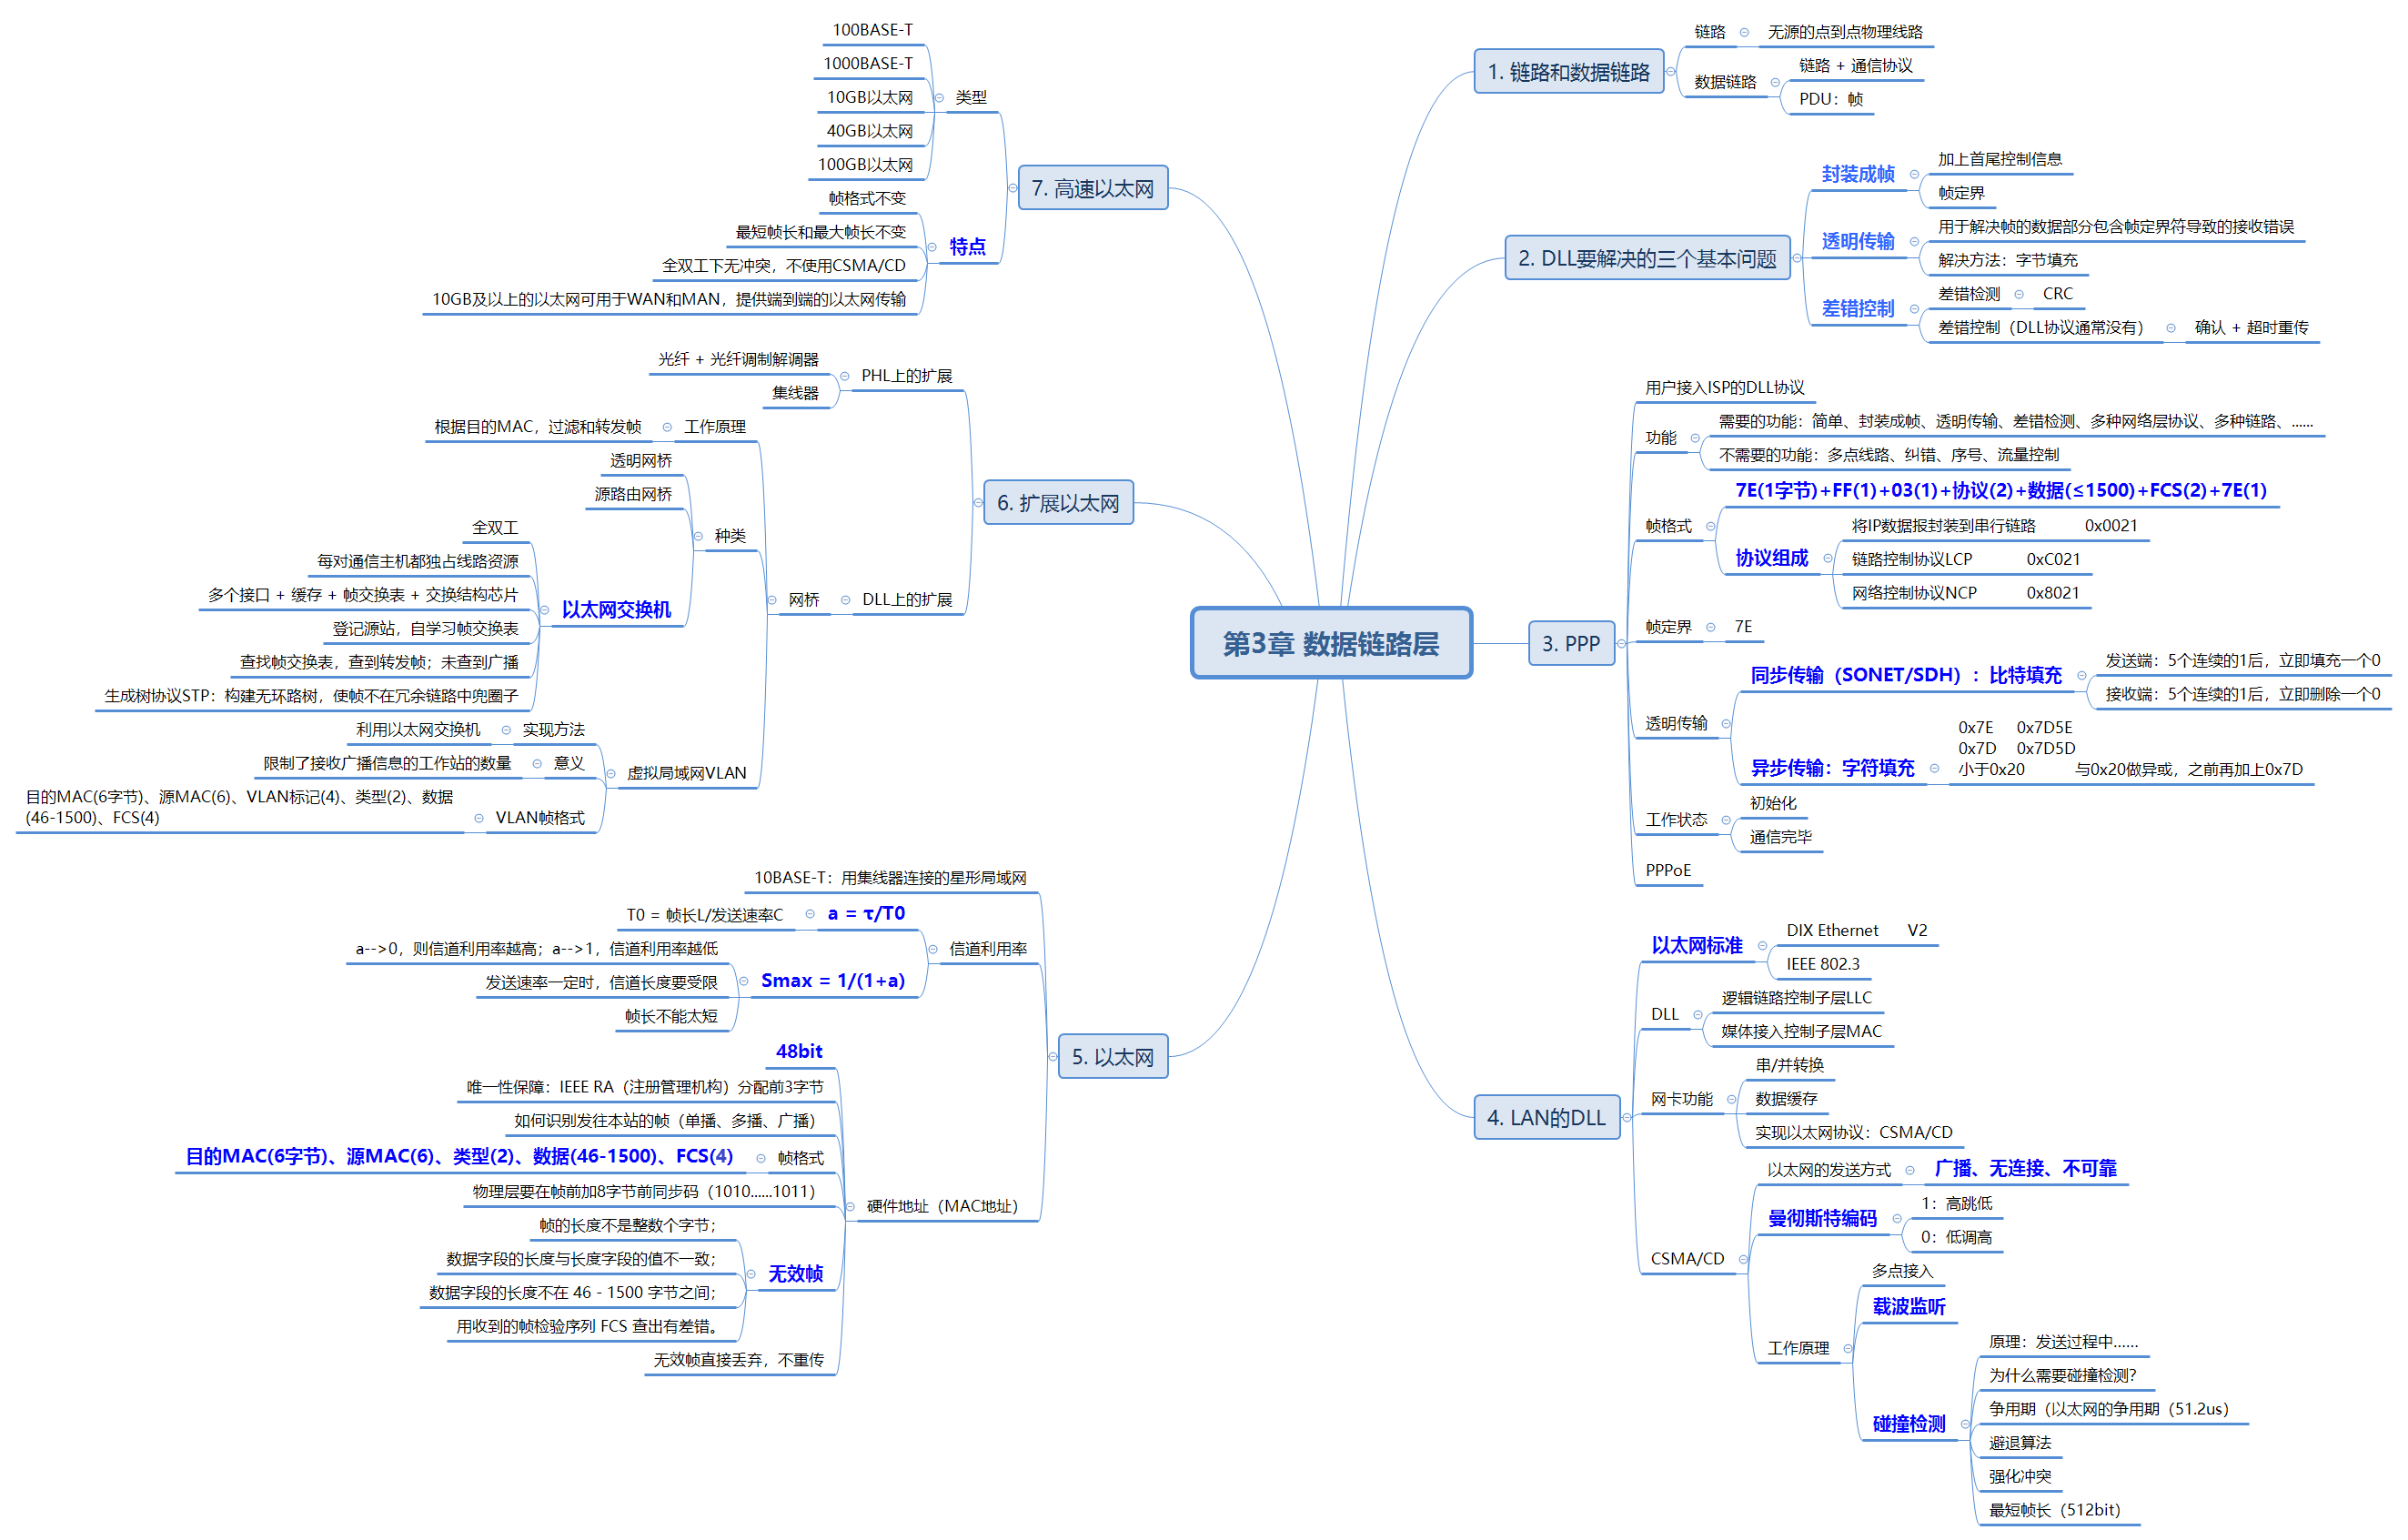 第3章 数据链路层
1. 链路和数据链路
链路
无源的点到点物理线路
数据链路
链路 + 通信协议
PDU：帧
2. DLL要解决的三个基本问题
封装成帧
加上首尾控制信息
帧定界
透明传输
用于解决帧的数据部分包含帧定界符导致的接收错误
解决方法：字节填充
差错控制
差错检测
CRC
差错控制（DLL协议通常没有）
确认 + 超时重传
3. PPP
用户接入ISP的DLL协议
功能
需要的功能：简单、封装成帧、透明传输、差错检测、多种网络层协议、多种链路、……
不需要的功能：多点线路、纠错、序号、流量控制
帧格式
7E(1字节)+FF(1)+03(1)+协议(2)+数据(≤1500)+FCS(2)+7E(1)
协议组成
将IP数据报封装到串行链路 0x0021
链路控制协议LCP 0xC021
网络控制协议NCP 0x8021
帧定界
7E
透明传输
同步传输（SONET/SDH）：比特填充
发送端：5个连续的1后，立即填充一个0
接收端：5个连续的1后，立即删除一个0
异步传输：字符填充
0x7E 0x7D5E
0x7D 0x7D5D
小于0x20 与0x20做异或，之前再加上0x7D
工作状态
初始化
通信完毕
PPPoE
4. LAN的DLL
以太网标准
DIX Ethernet V2
IEEE 802.3
DLL
逻辑链路控制子层LLC
媒体接入控制子层MAC
网卡功能
串/并转换
数据缓存
实现以太网协议：CSMA/CD
CSMA/CD
以太网的发送方式
广播、无连接、不可靠
曼彻斯特编码
1：高跳低
0：低调高
工作原理
多点接入
载波监听
碰撞检测
原理：发送过程中……
为什么需要碰撞检测？
争用期（以太网的争用期（51.2us）
避退算法
强化冲突
最短帧长（512bit）
5. 以太网
10BASE-T：用集线器连接的星形局域网
信道利用率
a = τ/T0
T0 = 帧长L/发送速率C
Smax = 1/(1+a)
a-->0，则信道利用率越高；a-->1，信道利用率越低
发送速率一定时，信道长度要受限
帧长不能太短
硬件地址（MAC地址）
48bit
唯一性保障：IEEE RA（注册管理机构）分配前3字节
如何识别发往本站的帧（单播、多播、广播）
帧格式
目的MAC(6字节)、源MAC(6)、类型(2)、数据(46-1500)、FCS(4)
物理层要在帧前加8字节前同步码（1010……1011）
无效帧
帧的长度不是整数个字节；
数据字段的长度与长度字段的值不一致；
数据字段的长度不在 46 - 1500 字节之间；
用收到的帧检验序列 FCS 查出有差错。
无效帧直接丢弃，不重传
6. 扩展以太网
PHL上的扩展
光纤 + 光纤调制解调器
集线器
DLL上的扩展
网桥
工作原理
根据目的MAC，过滤和转发帧
种类
透明网桥
源路由网桥
以太网交换机
全双工
每对通信主机都独占线路资源
多个接口 + 缓存 + 帧交换表 + 交换结构芯片
登记源站，自学习帧交换表
查找帧交换表，查到转发帧；未查到广播
生成树协议STP：构建无环路树，使帧不在冗余链路中兜圈子
虚拟局域网VLAN
实现方法
利用以太网交换机
意义
限制了接收广播信息的工作站的数量
VLAN帧格式
目的MAC(6字节)、源MAC(6)、VLAN标记(4)、类型(2)、数据
(46-1500)、FCS(4)
7. 高速以太网
类型
100BASE-T
1000BASE-T
10GB以太网
40GB以太网
100GB以太网
特点
帧格式不变
最短帧长和最大帧长不变
全双工下无冲突，不使用CSMA/CD
10GB及以上的以太网可用于WAN和MAN，提供端到端的以太网传输